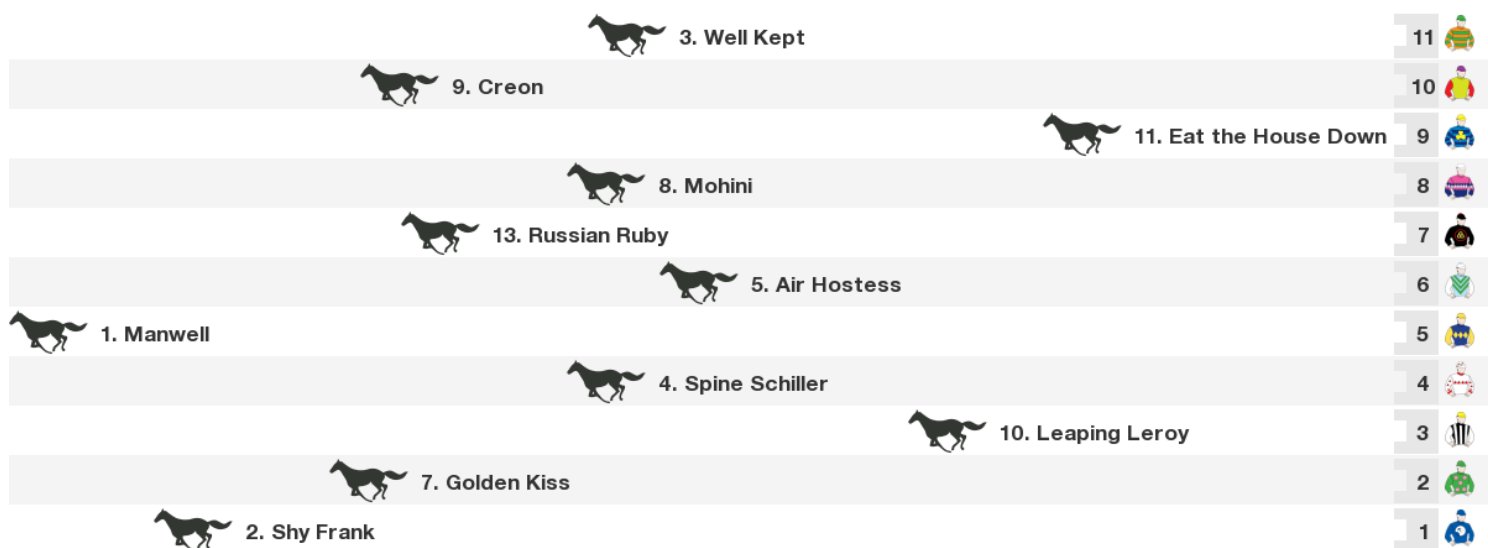 3. Well Kept 11
9. Creon 10
11. Eat the House Down 9
8. Mohini 8
13. Russian Ruby 7
5. Air Hostess 6
1. Manwell 5
4. Spine Schiller 4
10. Leaping Leroy 3
7. Golden Kiss 2
2. Shy Frank 1